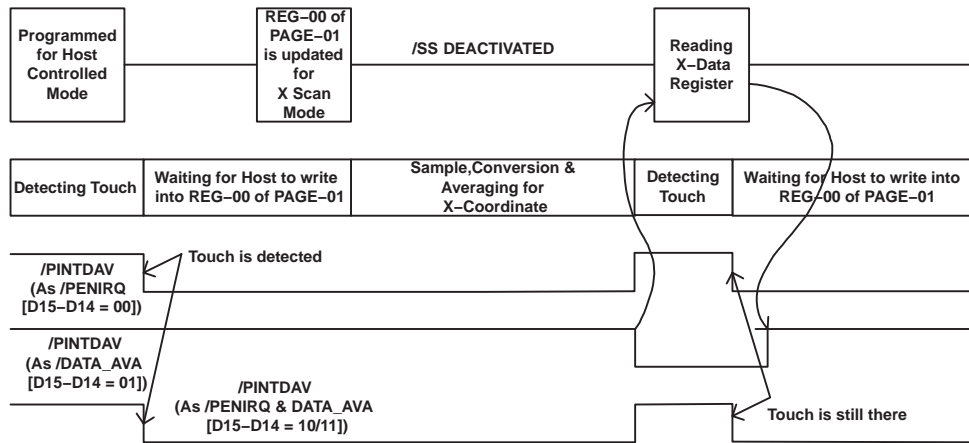 Programmed
for Host
Controlled
Mode
REG–00 of
PAGE–01
is updated
for
X Scan
Mode
/SS DEACTIVATED
Reading
X–Data
Register
Detecting Touch
Waiting for Host to write
into REG–00 of PAGE–01
Sample,Conversion &
Averaging for
X–Coordinate
Detecting
Touch
Waiting for Host to write into
REG–00 of PAGE–01
/PINTDAV
(As /PENIRQ
[D15–D14 = 00])
Touch is detected
/PINTDAV
(As /DATA_AVA
[D15–D14 = 01])
/PINTDAV
(As /PENIRQ & DATA_AVA
[D15–D14 = 10/11])
Touch is still there